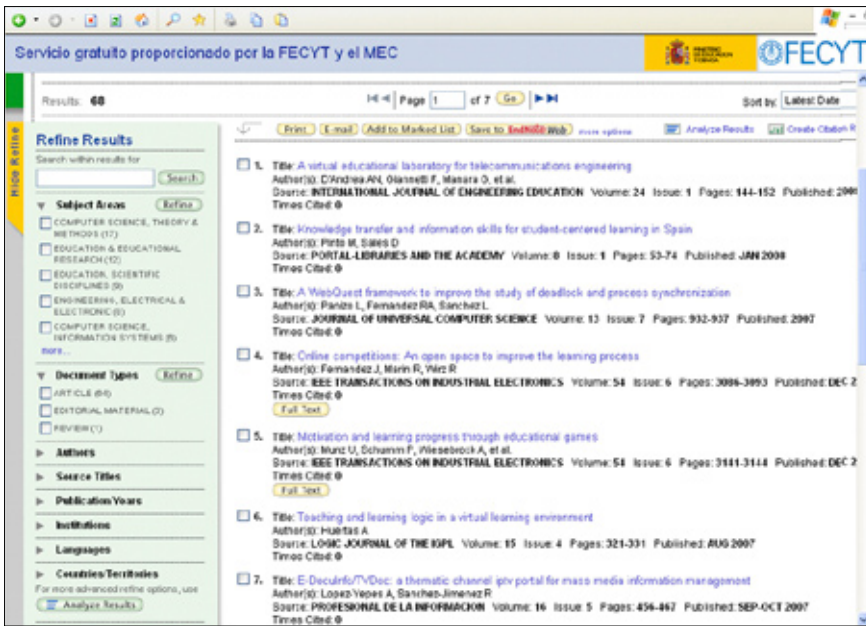 Servicio gratuito proporcionado por la FECYT y el MEC
FECYT
Results: 68
Page 1 of 7 Go
Sort by: Latest Date
Hide Refine
Print E-mail Add to Marked List Save to EndNote Web more options
Analyze Results Create Citation R
Refine Results
Search within results for
Search
Subject Areas Refine
COMPUTER SCIENCE, THEORY &
METHODS (17)
EDUCATION & EDUCATIONAL
RESEARCH (12)
EDUCATION, SCIENTIFIC
DISCIPLINES (9)
ENGINEERING, ELECTRICAL &
ELECTRONIC (6)
COMPUTER SCIENCE,
INFORMATION SYSTEMS (5)
more...
Document Types Refine
ARTICLE (64)
EDITORIAL MATERIAL (3)
REVIEW (1)
Authors
Source Titles
Publication Years
Institutions
Languages
Countries/Territories
For more advanced refine options, use
Analyze Results
1. Title: A virtual educational laboratory for telecommunications engineering
Author(s): D'Andrea AN, Giannetti F, Manara G, et al.
Source: INTERNATIONAL JOURNAL OF ENGINEERING EDUCATION Volume: 24 Issue: 1 Pages: 144-152 Published: 2008
Times Cited: 0
2. Title: Knowledge transfer and information skills for student-centered learning in Spain
Author(s): Pinto M, Sales D
Source: PORTAL-LIBRARIES AND THE ACADEMY Volume: 8 Issue: 1 Pages: 53-74 Published: JAN 2008
Times Cited: 0
3. Title: A WebQuest framework to improve the study of deadlock and process synchronization
Author(s): Panizo L, Fernandez RA, Sanchez L
Source: JOURNAL OF UNIVERSAL COMPUTER SCIENCE Volume: 13 Issue: 7 Pages: 932-937 Published: 2007
Times Cited: 0
4. Title: Online competitions: An open space to improve the learning process
Author(s): Fernandez J, Marin R, Wirz R
Source: IEEE TRANSACTIONS ON INDUSTRIAL ELECTRONICS Volume: 54 Issue: 6 Pages: 3086-3093 Published: DEC 2
Times Cited: 0
Full Text
5. Title: Motivation and learning progress through educational games
Author(s): Munz U, Schumm P, Wiesebrock A, et al.
Source: IEEE TRANSACTIONS ON INDUSTRIAL ELECTRONICS Volume: 54 Issue: 6 Pages: 3141-3144 Published: DEC 2
Times Cited: 0
Full Text
6. Title: Teaching and learning logic in a virtual learning environment
Author(s): Huertas A
Source: LOGIC JOURNAL OF THE IGPL Volume: 15 Issue: 4 Pages: 321-331 Published: AUG 2007
Times Cited: 0
7. Title: E-DecuInfo/TVDoc: a thematic channel iptv portal for mass media information management
Author(s): Lopez-Yepes A, Sanchez-Jimenez R
Source: PROFESIONAL DE LA INFORMACION Volume: 16 Issue: 5 Pages: 456-467 Published: SEP-OCT 2007
Times Cited: 0